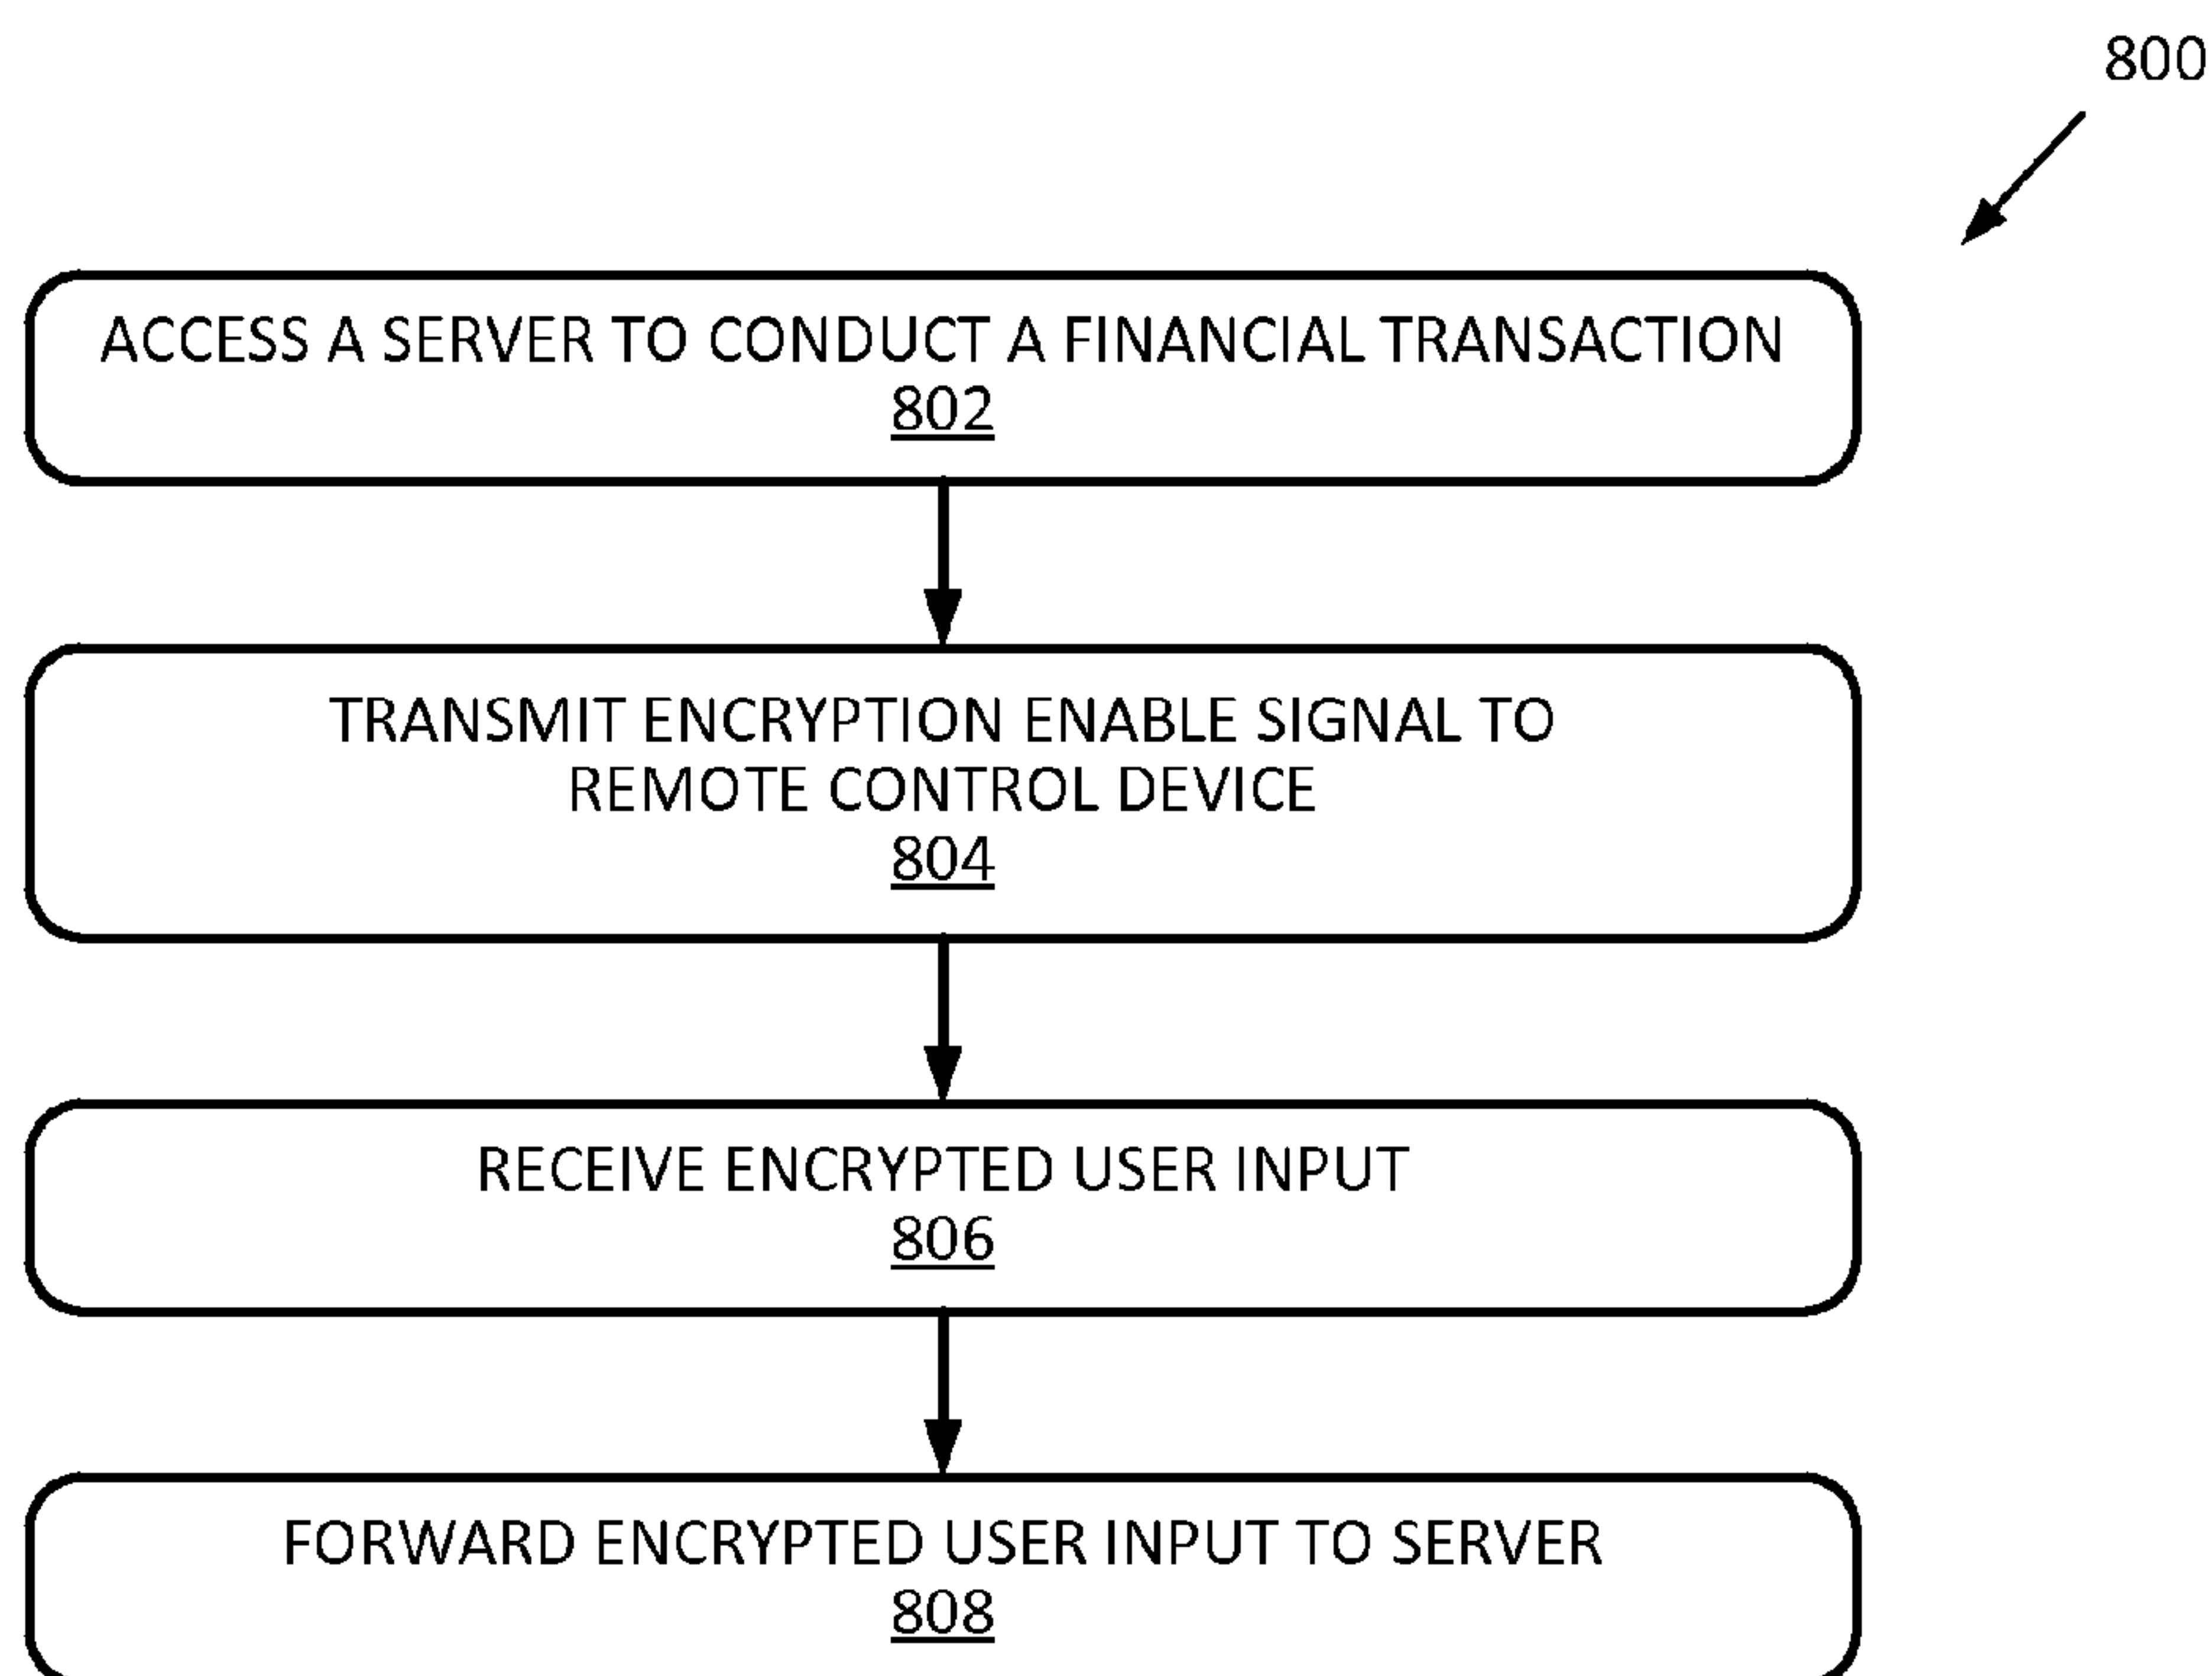 800
ACCESS A SERVER TO CONDUCT A FINANCIAL TRANSACTION
802
TRANSMIT ENCRYPTION ENABLE SIGNAL TO
REMOTE CONTROL DEVICE
804
RECEIVE ENCRYPTED USER INPUT
806
FORWARD ENCRYPTED USER INPUT TO SERVER
808